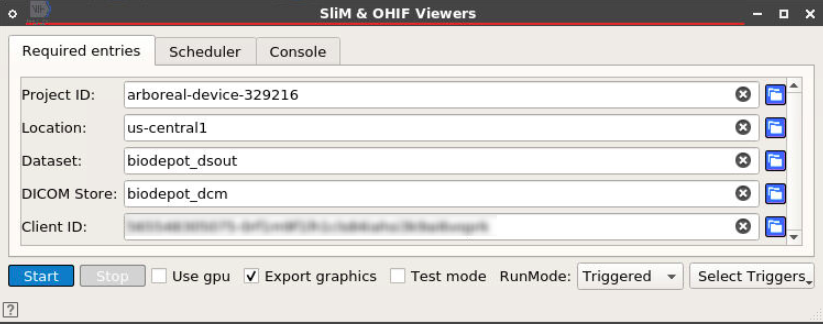 SliM & OHIF Viewers
Required entries Scheduler Console
Project ID: arboreal-device-329216
Location: us-central1
Dataset: biodepot_dsout
DICOM Store: biodepot_dcm
Client ID:
Start Stop Use gpu Export graphics Test mode RunMode: Triggered Select Triggers
?